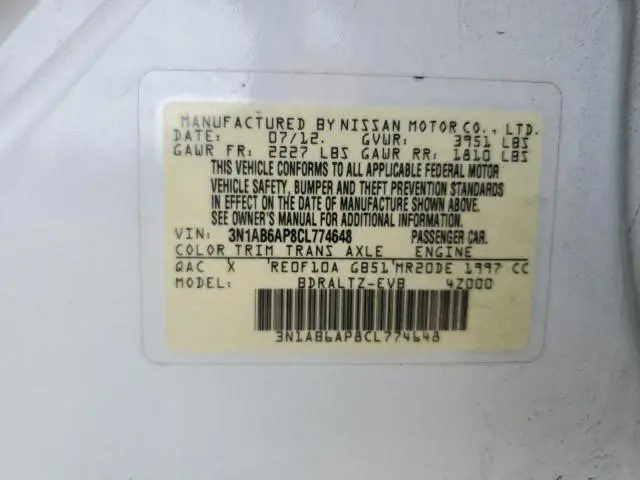 MANUFACTURED BY NISSAN MOTOR CO., LTD.
DATE: 07/12. GVWR: 3951 LBS
GAWR FR: 2227 LBS GAWR RR: 1810 LBS
THIS VEHICLE CONFORMS TO ALL APPLICABLE FEDERAL MOTOR
VEHICLE SAFETY, BUMPER AND THEFT PREVENTION STANDARDS
IN EFFECT ON THE DATE OF MANUFACTURE SHOWN ABOVE.
SEE OWNER'S MANUAL FOR ADDITIONAL INFORMATION.
VIN: 3N1AB6AP8CL774648 PASSENGER CAR.
COLOR TRIM TRANS AXLE ENGINE
QAC X RE0F10A GB51 MR20DE 1997 CC
MODEL: BDRALTZ-EVB 4Z000
3N1AB6AP8CL774648